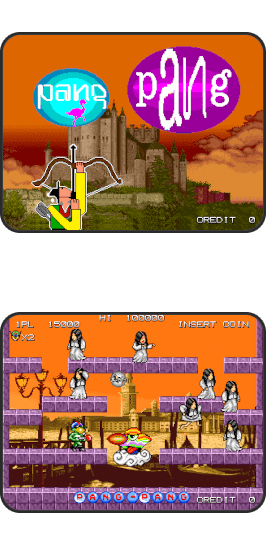 pang
pang
CREDIT 0
HI 100000
1PL 15000 INSERT COIN
x2
PANG-PANG
CREDIT 0